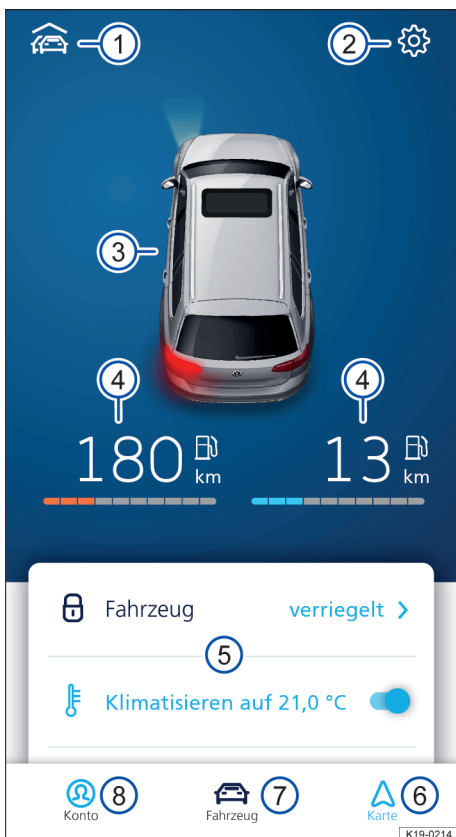 1
2
3
4
4
180 km
13 km
Fahrzeug verriegelt
5
Klimatisieren auf 21,0 °C
8
7
6
Konto
Fahrzeug
Karte
K19-0214